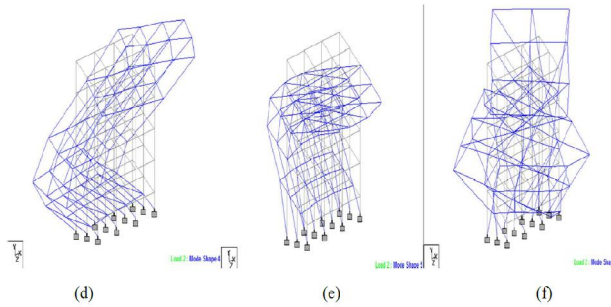 Y
X
Z
Load 2: Mode Shape 4
Y
X
Z
Load 2: Mode Shape 5
Y
X
Z
Load 2: Mode Sha
(d)
(e)
(f)